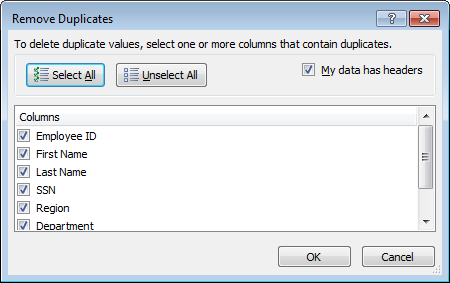 Remove Duplicates
To delete duplicate values, select one or more columns that contain duplicates.
Select All
Unselect All
My data has headers
Columns
Employee ID
First Name
Last Name
SSN
Region
Department
OK
Cancel